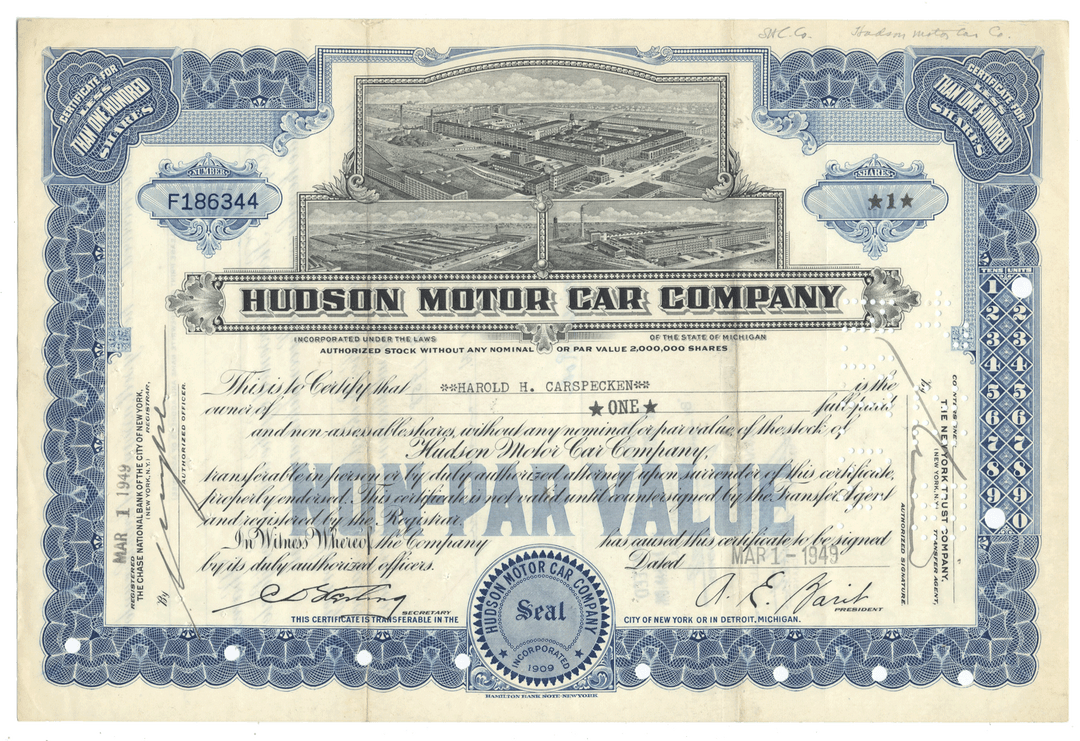 SHC. Co. Hudson Motor Car Co.
CERTIFICATE FOR
LESS
THAN ONE HUNDRED
SHARES
CERTIFICATE FOR
LESS
THAN ONE HUNDRED
SHARES
NUMBER
F186344
SHARES
★1★
HUDSON MOTOR CAR COMPANY
INCORPORATED UNDER THE LAWS OF THE STATE OF MICHIGAN
AUTHORIZED STOCK WITHOUT ANY NOMINAL OR PAR VALUE 2,000,000 SHARES
This is to Certify that **HAROLD H. CARSPECKEN** is the
owner of ★ONE★ full-paid
and non-assessable shares, without any nominal or par value of the stock of
Hudson Motor Car Company,
transferable in person or by duly authorized attorney upon surrender of this certificate,
properly endorsed. This certificate is not valid until countersigned by the Transfer Agent
and registered by the Registrar.
NON-PAR VALUE
In Witness Whereof, the Company has caused this certificate to be signed
by its duly authorized officers. Dated MAR 1 - 1949
SECRETARY
A. E. Barit
PRESIDENT
THIS CERTIFICATE IS TRANSFERABLE IN THE CITY OF NEW YORK OR IN DETROIT, MICHIGAN.
HUDSON MOTOR CAR COMPANY
Seal
INCORPORATED
1909
HAMILTON BANK NOTE NEW YORK
REGISTERED MAR 1 1949
THE CHASE NATIONAL BANK OF THE CITY OF NEW YORK,
(NEW YORK, N.Y.) REGISTRAR,
By
AUTHORIZED OFFICER.
COUNTERSIGNED
THE NEW YORK TRUST COMPANY,
(NEW YORK, N.Y.) TRANSFER AGENT,
By
AUTHORIZED SIGNATURE
TENS UNITS
1
2 2
3 3
4 4
5 5
6 6
7 7
8 8
9 9
0